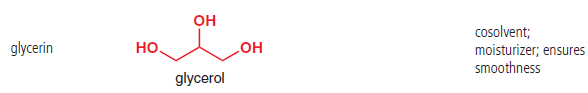 glycerin
OH
HO
OH
glycerol
cosolvent;
moisturizer; ensures
smoothness